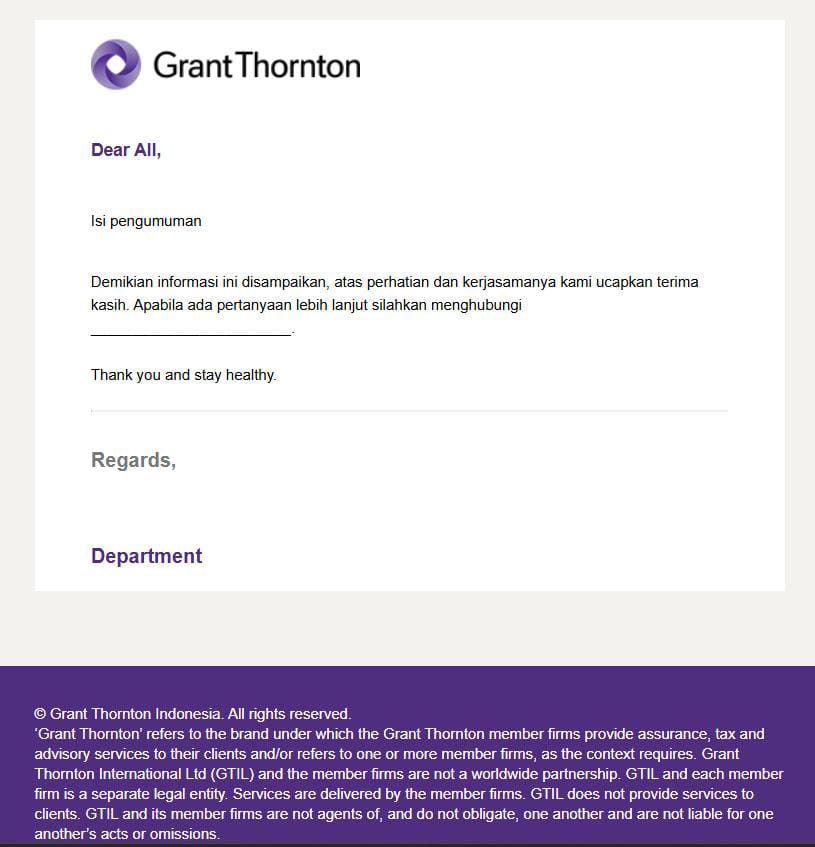 Grant Thornton
Dear All,
Isi pengumuman
Demikian informasi ini disampaikan, atas perhatian dan kerjasamanya kami ucapkan terima
kasih. Apabila ada pertanyaan lebih lanjut silahkan menghubungi
________________________.
Thank you and stay healthy.
Regards,
Department
© Grant Thornton Indonesia. All rights reserved.
‘Grant Thornton’ refers to the brand under which the Grant Thornton member firms provide assurance, tax and
advisory services to their clients and/or refers to one or more member firms, as the context requires. Grant
Thornton International Ltd (GTIL) and the member firms are not a worldwide partnership. GTIL and each member
firm is a separate legal entity. Services are delivered by the member firms. GTIL does not provide services to
clients. GTIL and its member firms are not agents of, and do not obligate, one another and are not liable for one
another’s acts or omissions.